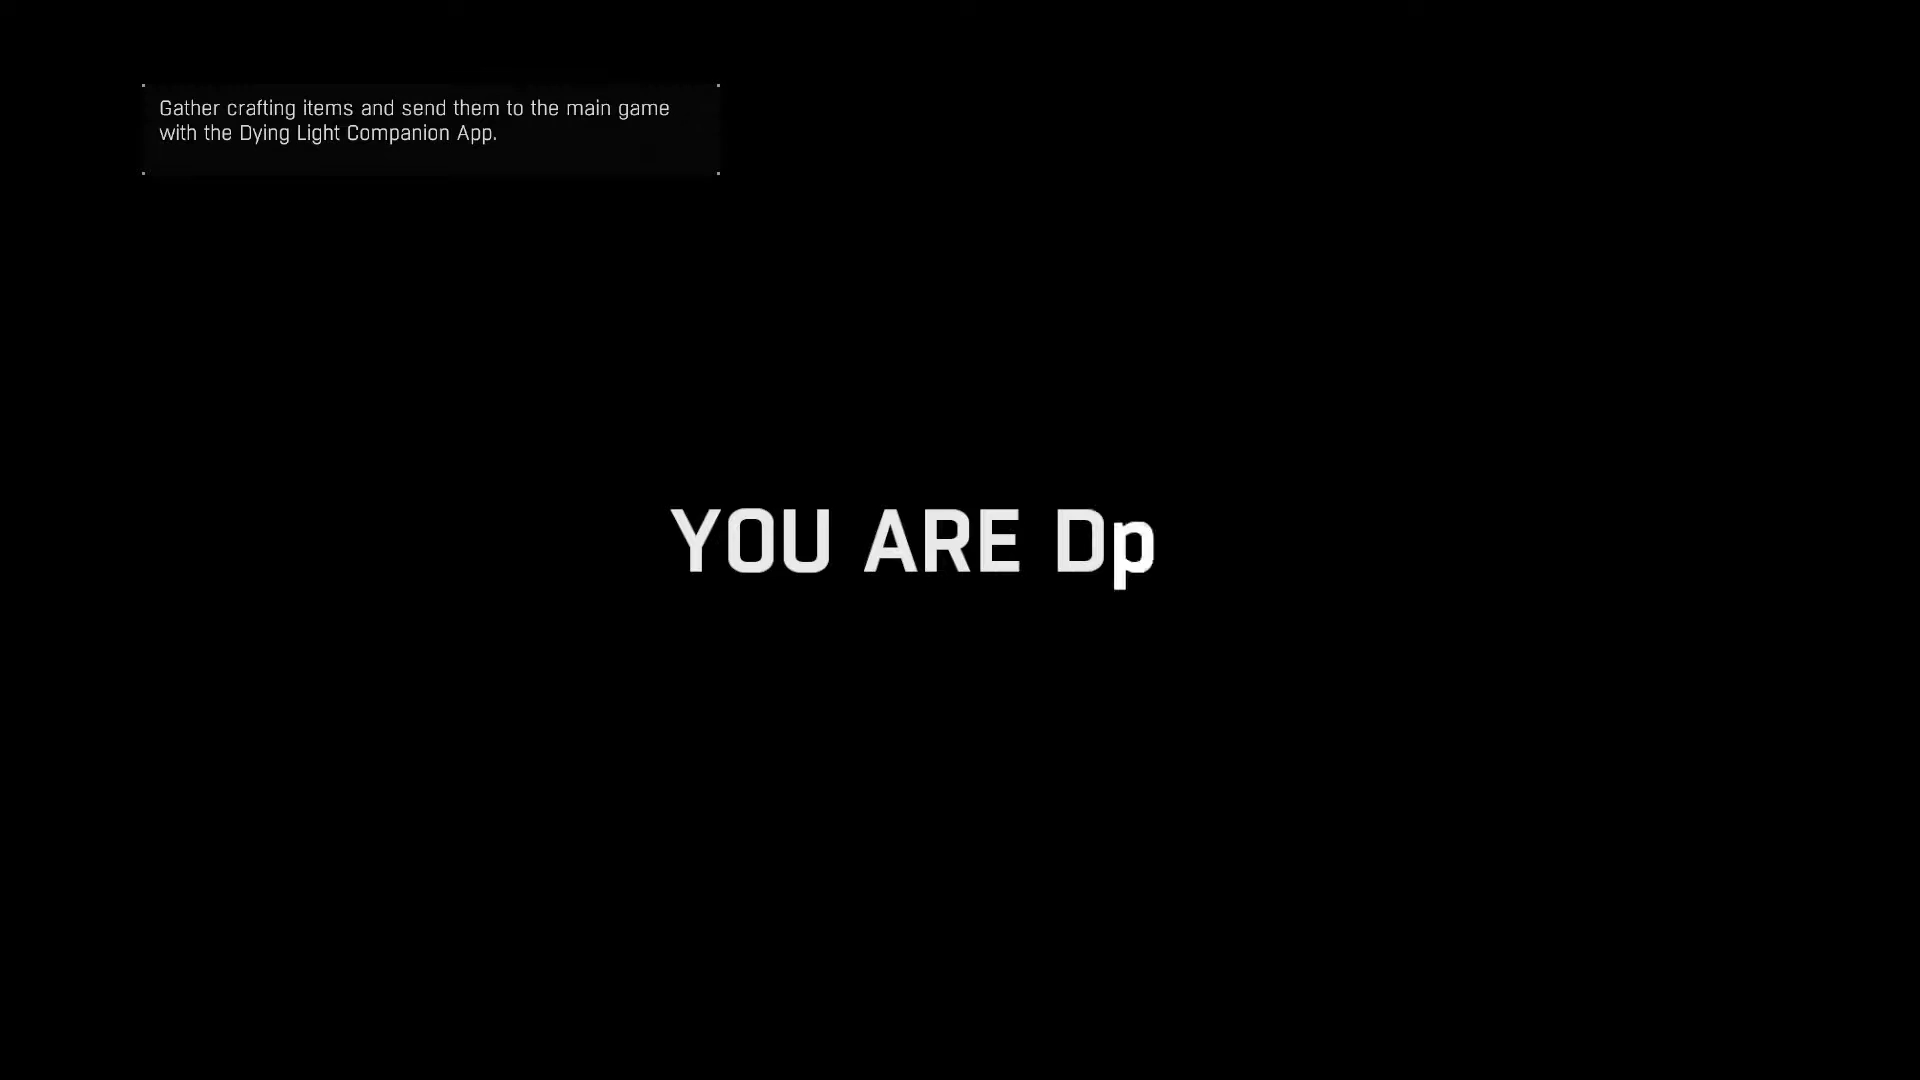 Gather crafting items and send them to the main game
with the Dying Light Companion App.
YOU ARE Dp